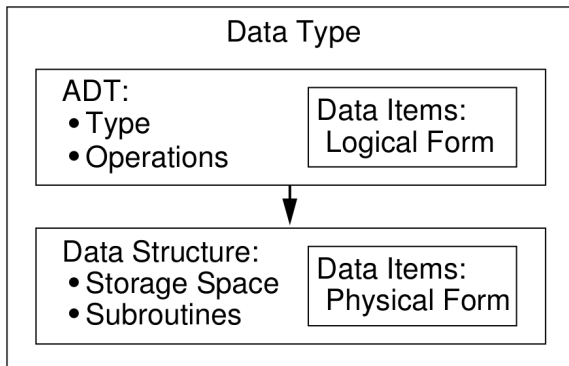 Data Type
ADT:
• Type
• Operations
Data Items:
Logical Form
Data Structure:
• Storage Space
• Subroutines
Data Items:
Physical Form